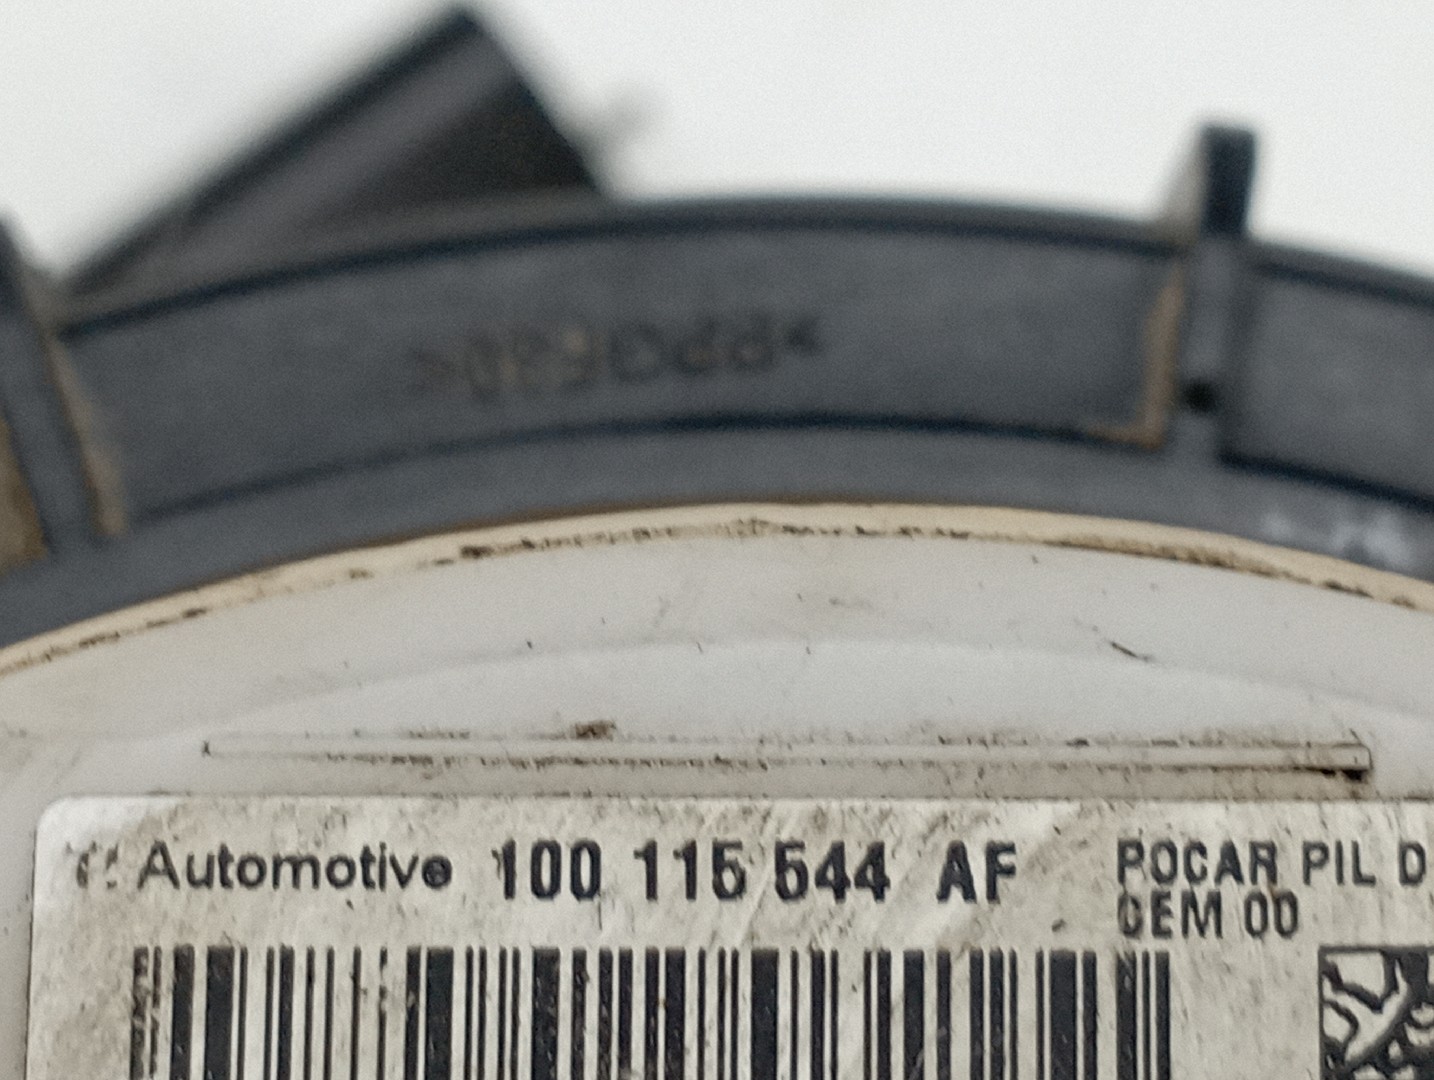 Automotive 100 115 544 AF
POCAR PIL D
CEM 00